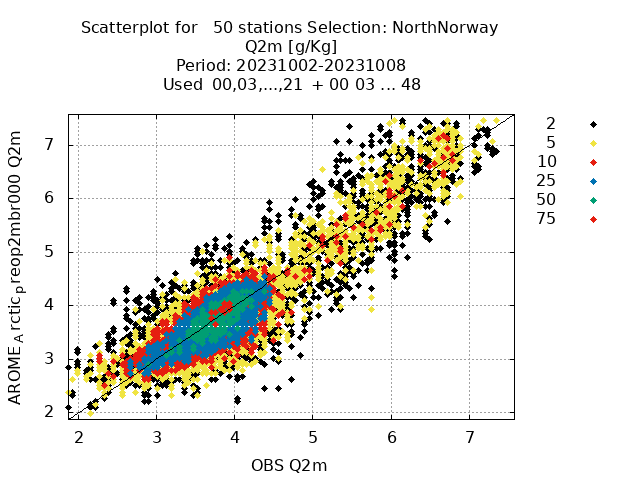 Scatterplot for 50 stations Selection: NorthNorway
Q2m [g/Kg]
Period: 20231002-20231008
Used 00,03,...,21 + 00 03 ... 48
AROME_Arctic_preop2mbr000 Q2m
7
6
5
4
3
2
2 3 4 5 6 7
OBS Q2m
2
5
10
25
50
75